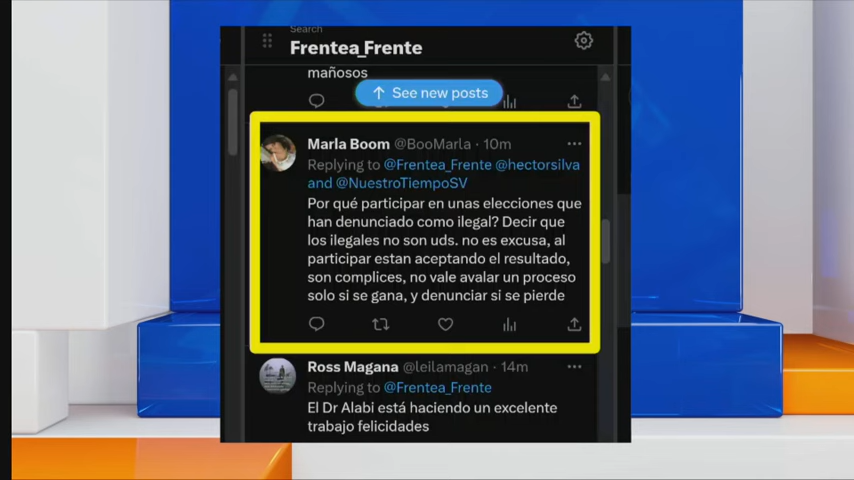 Search
Frentea_Frente
mañosos
See new posts
Marla Boom @BooMarla · 10m
Replying to @Frentea_Frente @hectorsilva
and @NuestroTiempoSV
Por qué participar en unas elecciones que
han denunciado como ilegal? Decir que
los ilegales no son uds. no es excusa, al
participar estan aceptando el resultado,
son complices, no vale avalar un proceso
solo si se gana, y denunciar si se pierde
Ross Magana @leilamagan · 14m
Replying to @Frentea_Frente
El Dr Alabi está haciendo un excelente
trabajo felicidades